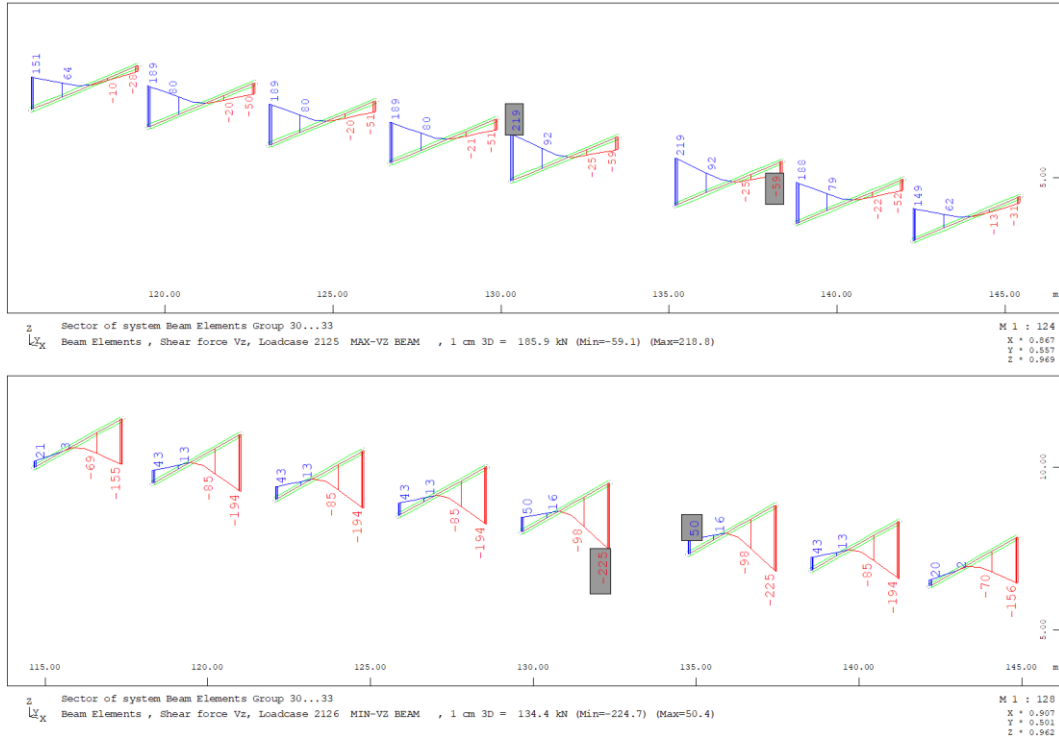 151 64 -10 -28
189 80 -20 -50
189 80 -20 -51
189 80 -21 -51
219 92 -25 -59
219 92 -25 -59
188 79 -22 -52
149 62 -13 -31
5.00
120.00 125.00 130.00 135.00 140.00 145.00 m
Z Y X Sector of system Beam Elements Group 30...33 M 1 : 124
Beam Elements , Shear force Vz, Loadcase 2125 MAX-VZ BEAM , 1 cm 3D = 185.9 kN (Min=-59.1) (Max=218.8) X * 0.867
Y * 0.557
Z * 0.969
21 3 -69 -155
43 13 -85 -194
43 13 -85 -194
43 13 -85 -194
50 16 -98 -225
50 16 -98 -225
43 13 -85 -194
20 2 -70 -156
10.00
5.00
115.00 120.00 125.00 130.00 135.00 140.00 145.00 m
Z Y X Sector of system Beam Elements Group 30...33 M 1 : 128
Beam Elements , Shear force Vz, Loadcase 2126 MIN-VZ BEAM , 1 cm 3D = 134.4 kN (Min=-224.7) (Max=50.4) X * 0.907
Y * 0.501
Z * 0.962